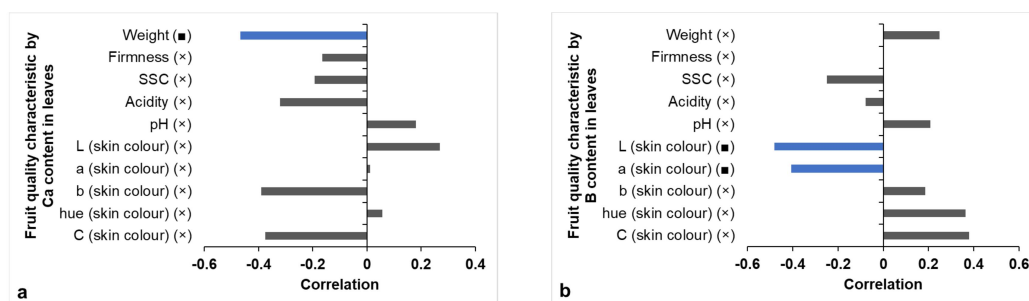 Fruit quality characteristic by
Ca content in leaves
Weight (■)
Firmness (×)
SSC (×)
Acidity (×)
pH (×)
L (skin colour) (×)
a (skin colour) (×)
b (skin colour) (×)
hue (skin colour) (×)
C (skin colour) (×)
-0.6 -0.4 -0.2 0 0.2 0.4
Correlation
a
Fruit quality characteristic by
B content in leaves
Weight (×)
Firmness (×)
SSC (×)
Acidity (×)
pH (×)
L (skin colour) (■)
a (skin colour) (■)
b (skin colour) (×)
hue (skin colour) (×)
C (skin colour) (×)
-0.6 -0.4 -0.2 0 0.2 0.4 0.6
Correlation
b